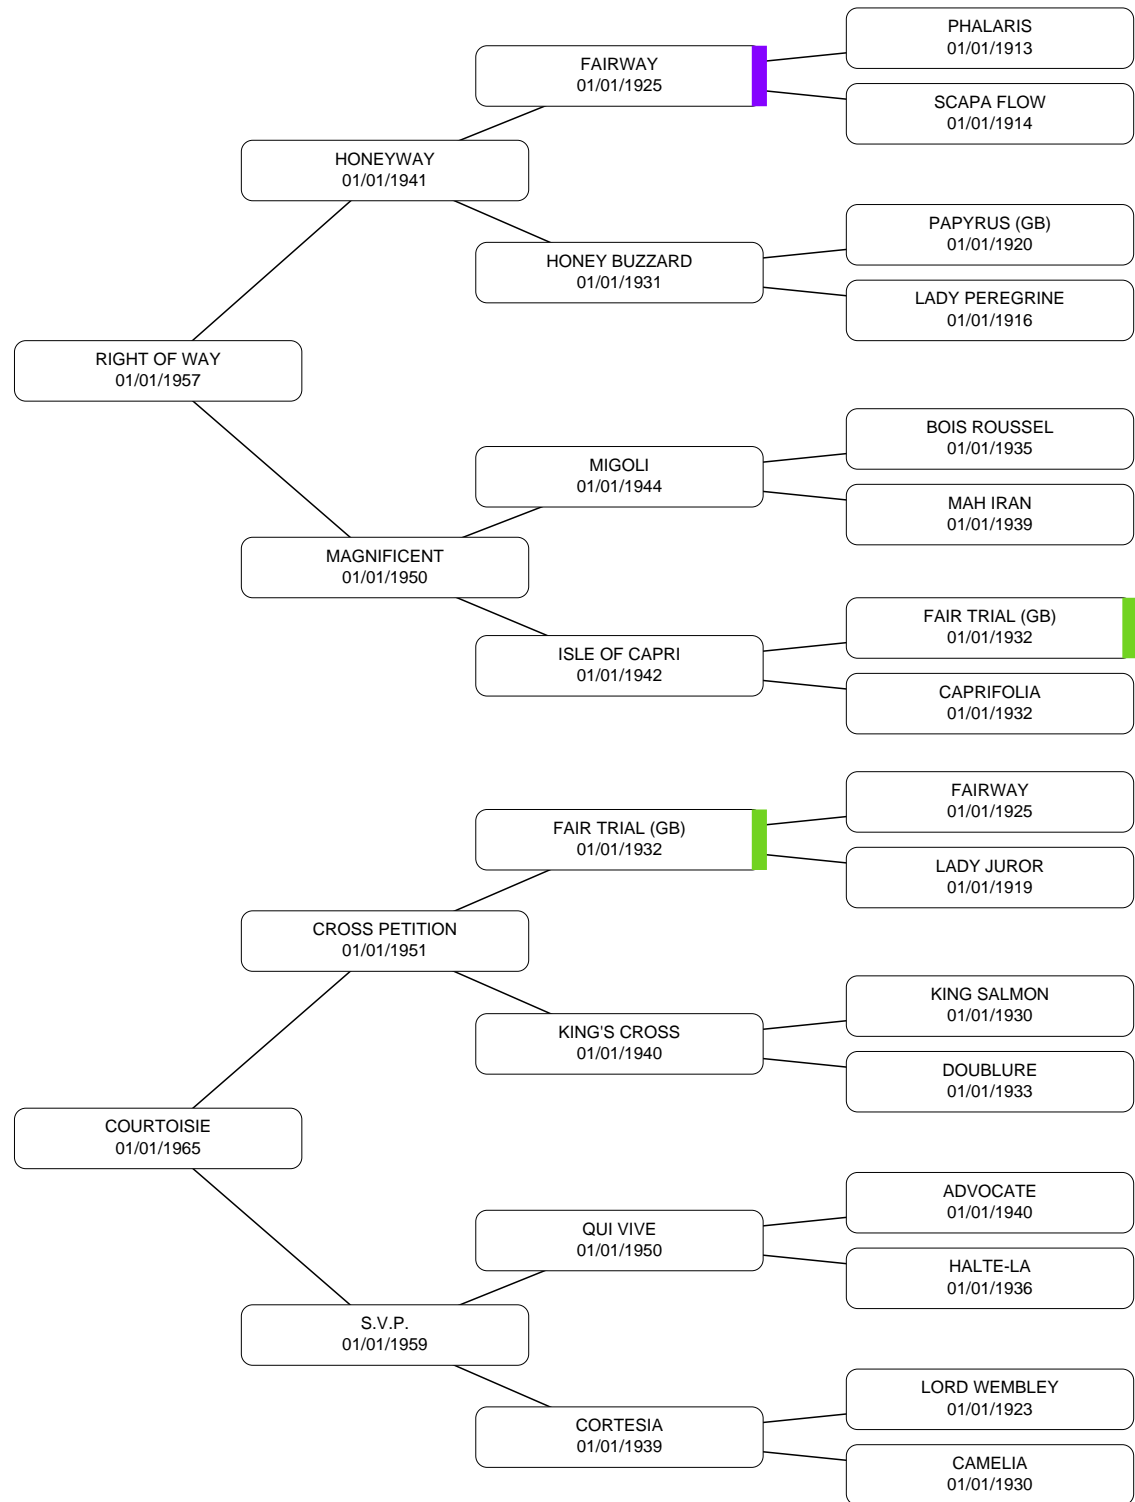 PHALARIS
01/01/1913
FAIRWAY
01/01/1925
SCAPA FLOW
01/01/1914
HONEYWAY
01/01/1941
PAPYRUS (GB)
01/01/1920
HONEY BUZZARD
01/01/1931
LADY PEREGRINE
01/01/1916
RIGHT OF WAY
01/01/1957
BOIS ROUSSEL
01/01/1935
MIGOLI
01/01/1944
MAH IRAN
01/01/1939
MAGNIFICENT
01/01/1950
FAIR TRIAL (GB)
01/01/1932
ISLE OF CAPRI
01/01/1942
CAPRIFOLIA
01/01/1932
FAIRWAY
01/01/1925
FAIR TRIAL (GB)
01/01/1932
LADY JUROR
01/01/1919
CROSS PETITION
01/01/1951
KING SALMON
01/01/1930
KING'S CROSS
01/01/1940
DOUBLURE
01/01/1933
COURTOISIE
01/01/1965
ADVOCATE
01/01/1940
QUI VIVE
01/01/1950
HALTE-LA
01/01/1936
S.V.P.
01/01/1959
LORD WEMBLEY
01/01/1923
CORTESIA
01/01/1939
CAMELIA
01/01/1930